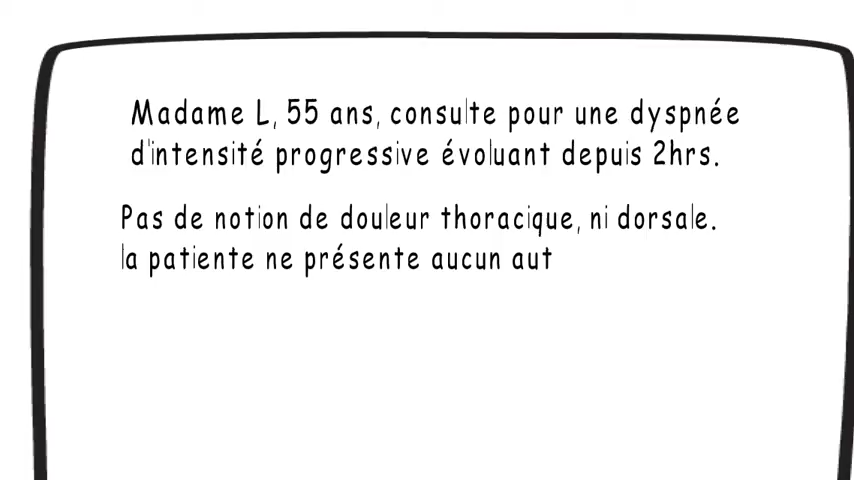 Madame L, 55 ans, consulte pour une dyspnée
d'intensité progressive évoluant depuis 2hrs.
Pas de notion de douleur thoracique, ni dorsale.
la patiente ne présente aucun aut